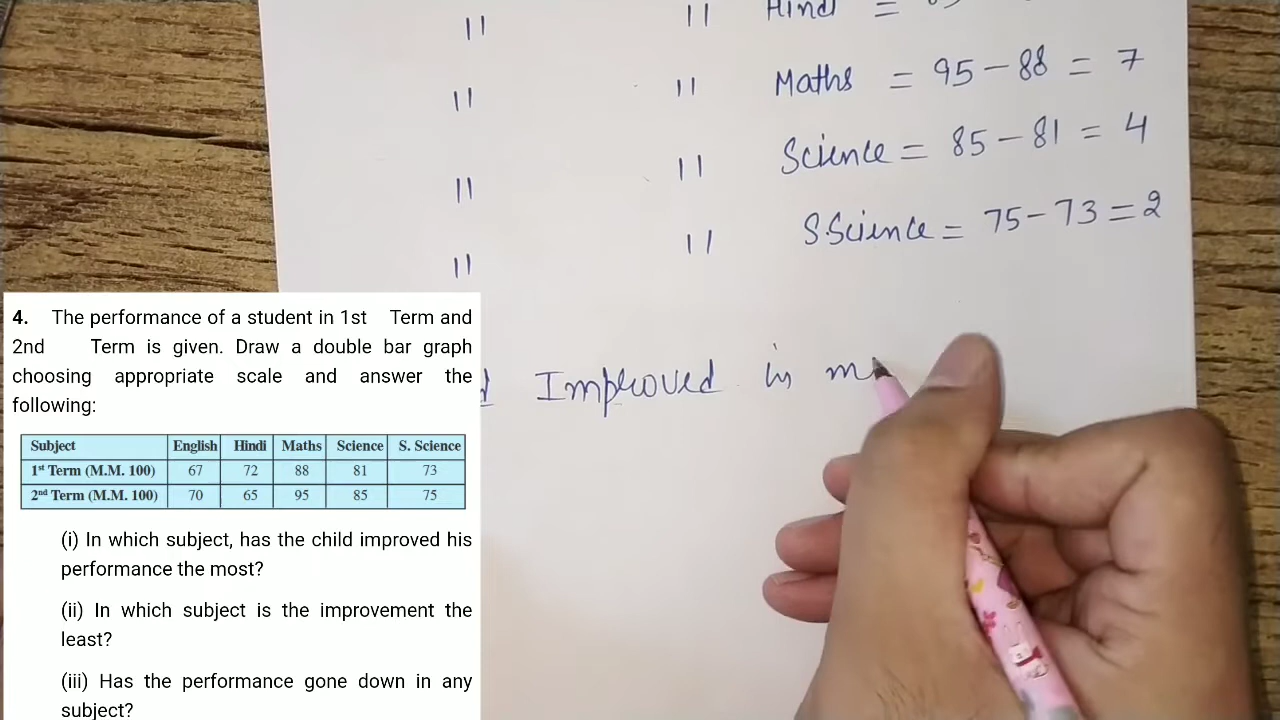 " " Hindi =
" " Maths = 95 - 88 = 7
" " Science = 85 - 81 = 4
" " S.Science = 75 - 73 = 2
"
Improved in m
4. The performance of a student in 1st Term and
2nd Term is given. Draw a double bar graph
choosing appropriate scale and answer the
following:
Subject English Hindi Maths Science S. Science
1st Term (M.M. 100) 67 72 88 81 73
2nd Term (M.M. 100) 70 65 95 85 75
(i) In which subject, has the child improved his
performance the most?
(ii) In which subject is the improvement the
least?
(iii) Has the performance gone down in any
subject?